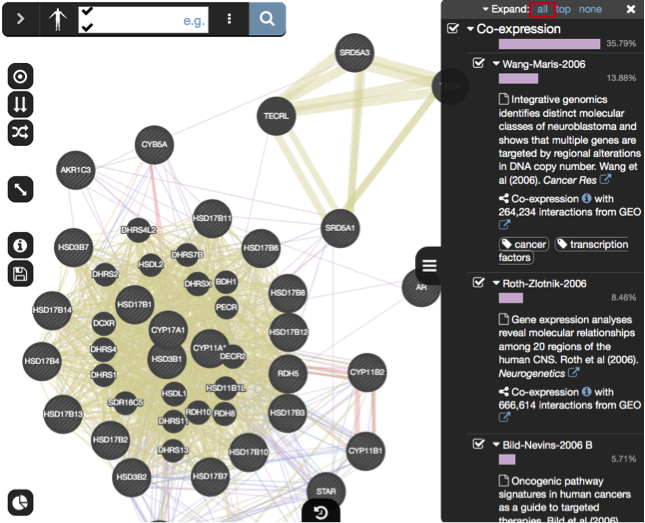 e.g.
Expand: all top none
Co-expression
35.79%
Wang-Maris-2006
13.88%
Integrative genomics
identifies distinct molecular
classes of neuroblastoma and
shows that multiple genes are
targeted by regional alterations
in DNA copy number. Wang et
al (2006). Cancer Res
Co-expression with
264,234 interactions from GEO
cancer transcription
factors
Roth-Zlotnik-2006
8.46%
Gene expression analyses
reveal molecular relationships
among 20 regions of the
human CNS. Roth et al (2006).
Neurogenetics
Co-expression with
666,614 interactions from GEO
Bild-Nevins-2006 B
5.71%
Oncogenic pathway
signatures in human cancers
as a guide to targeted
therapies. Bild et al (2006).
SRD5A3
TECRL
CYB5A
AKR1C3
HSD17B11
SRD5A1
DHRS4L2
HSD3B7
DHRS7B
HSD17B6
HSDL2
DHRS2
DHRSX
BDH1
HSD17B8
AR
HSD17B14
HSD17B1
PECR
DCXR
CYP17A1
HSD17B12
DHRS4
CYP11A
DECR2
HSD17B4
HSD3B1
DHRS1
RDH5
CYP11B2
HSDL1
HSD11B1L
SDR16C5
RDH10
RDH8
HSD17B13
DHRS11
HSD17B3
HSD17B2
DHRS13
HSD17B10
CYP11B1
HSD3B2
HSD17B7
STAR